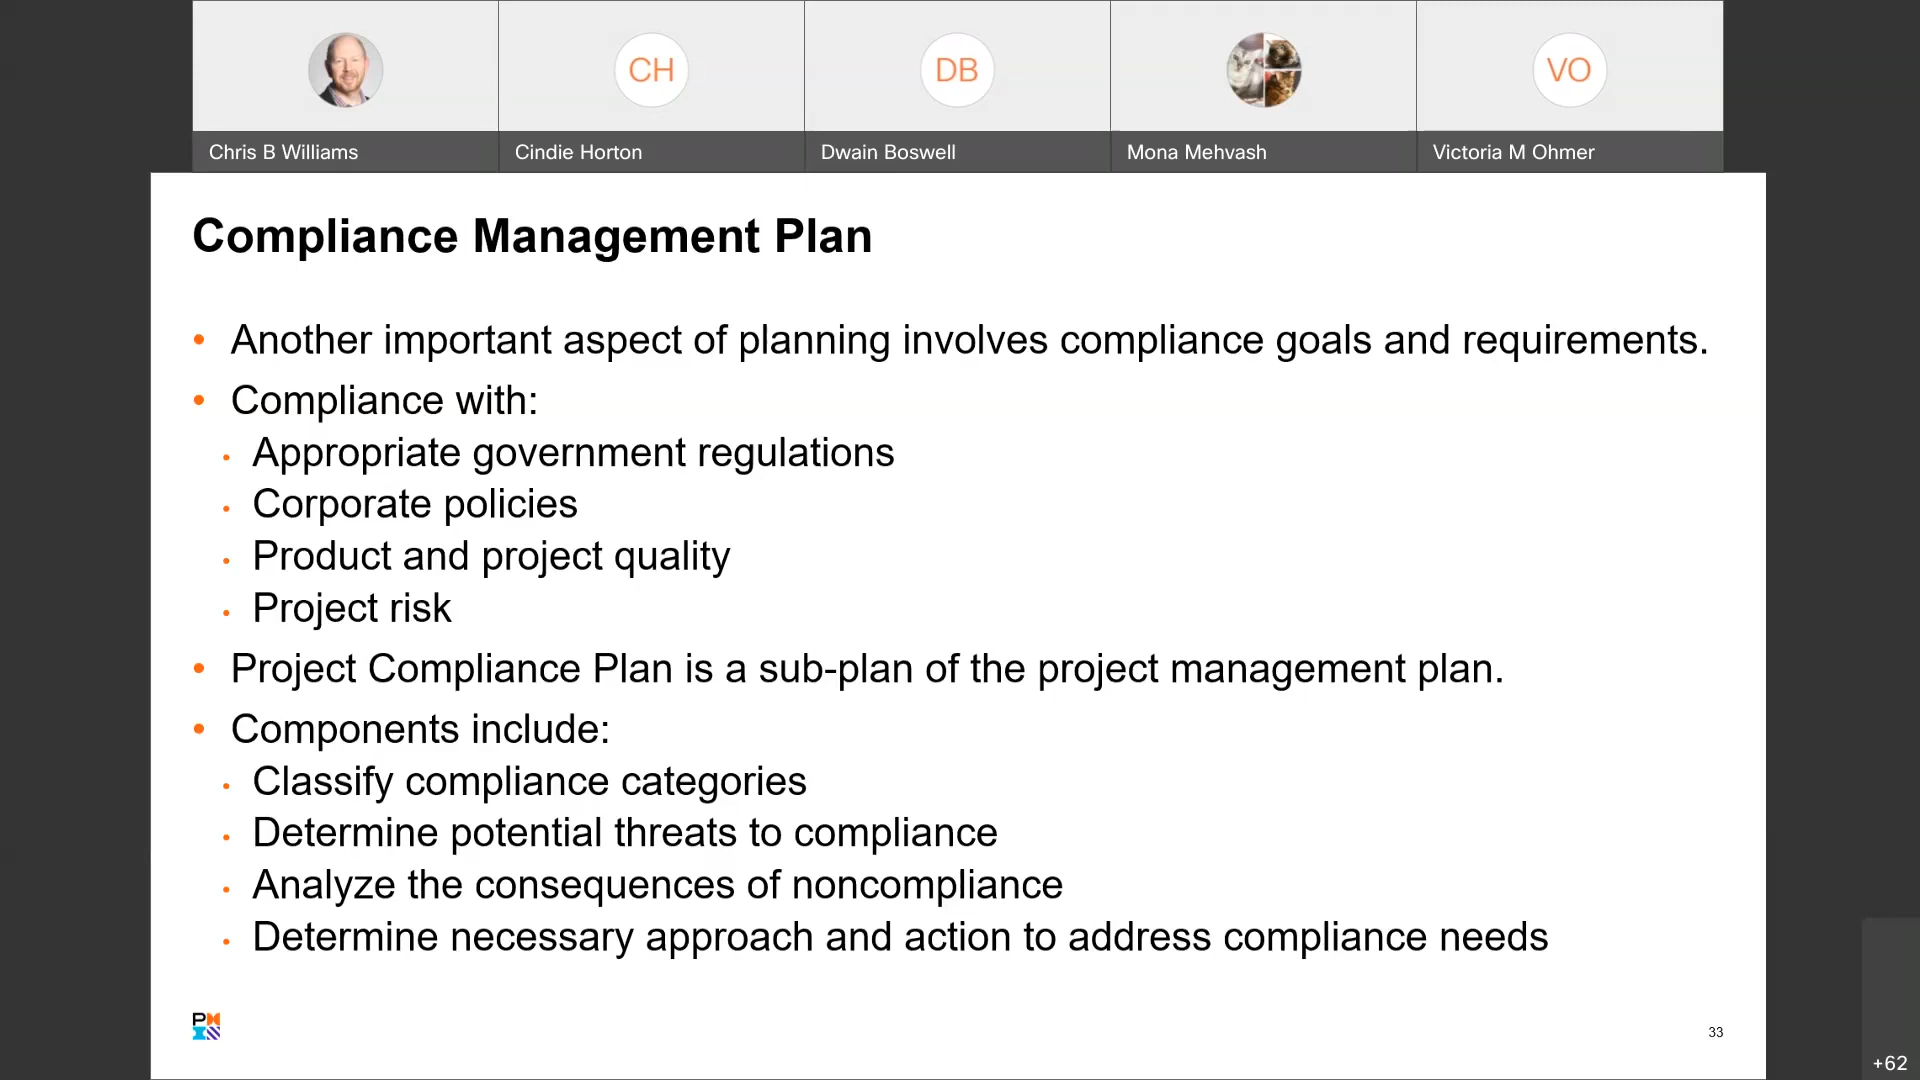 CH
DB
VO
Chris B Williams
Cindie Horton
Dwain Boswell
Mona Mehvash
Victoria M Ohmer
Compliance Management Plan
• Another important aspect of planning involves compliance goals and requirements.
• Compliance with:
• Appropriate government regulations
• Corporate policies
• Product and project quality
• Project risk
• Project Compliance Plan is a sub-plan of the project management plan.
• Components include:
• Classify compliance categories
• Determine potential threats to compliance
• Analyze the consequences of noncompliance
• Determine necessary approach and action to address compliance needs
33
+62